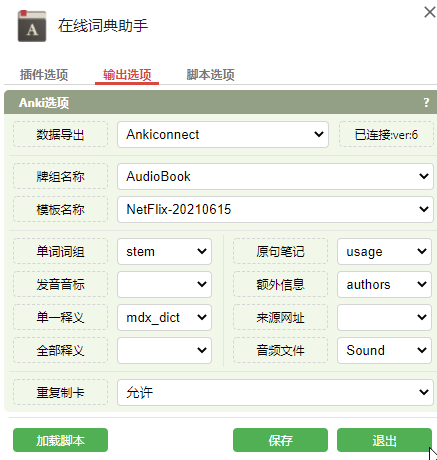 在线词典助手
插件选项 输出选项 脚本选项
Anki选项 ?
数据导出 Ankiconnect 已连接:ver:6
牌组名称 AudioBook
模板名称 NetFlix-20210615
单词词组 stem 原句笔记 usage
发音音标 额外信息 authors
单一释义 mdx_dict 来源网址
全部释义 音频文件 Sound
重复制卡 允许
加载脚本 保存 退出